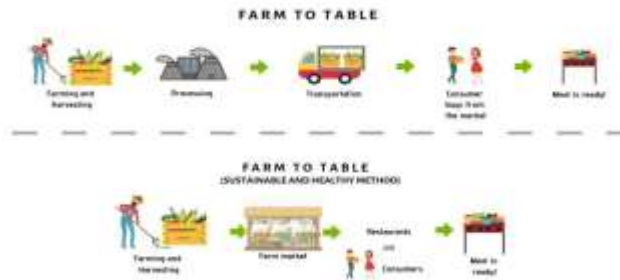 FARM TO TABLE
Farming and
Harvesting
Processing
Transportation
Consumer
buys from
the market
Meal is ready!
FARM TO TABLE
(SUSTAINABLE AND HEALTHY METHOD)
Farming and
Harvesting
Farm market
Restaurants
Consumers
Meal is
ready!